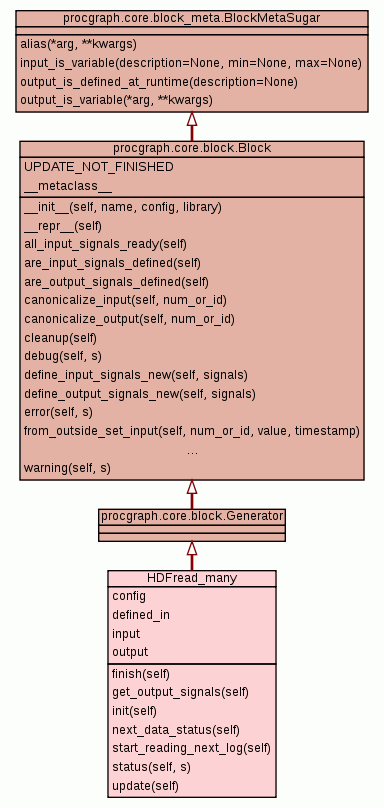 procgraph.core.block_meta.BlockMetaSugar
alias(*arg, **kwargs)
input_is_variable(description=None, min=None, max=None)
output_is_defined_at_runtime(description=None)
output_is_variable(*arg, **kwargs)
procgraph.core.block.Block
UPDATE_NOT_FINISHED
__metaclass__
__init__(self, name, config, library)
__repr__(self)
all_input_signals_ready(self)
are_input_signals_defined(self)
are_output_signals_defined(self)
canonicalize_input(self, num_or_id)
canonicalize_output(self, num_or_id)
cleanup(self)
debug(self, s)
define_input_signals_new(self, signals)
define_output_signals_new(self, signals)
error(self, s)
from_outside_set_input(self, num_or_id, value, timestamp)
...
warning(self, s)
procgraph.core.block.Generator
HDFread_many
config
defined_in
input
output
finish(self)
get_output_signals(self)
init(self)
next_data_status(self)
start_reading_next_log(self)
status(self, s)
update(self)